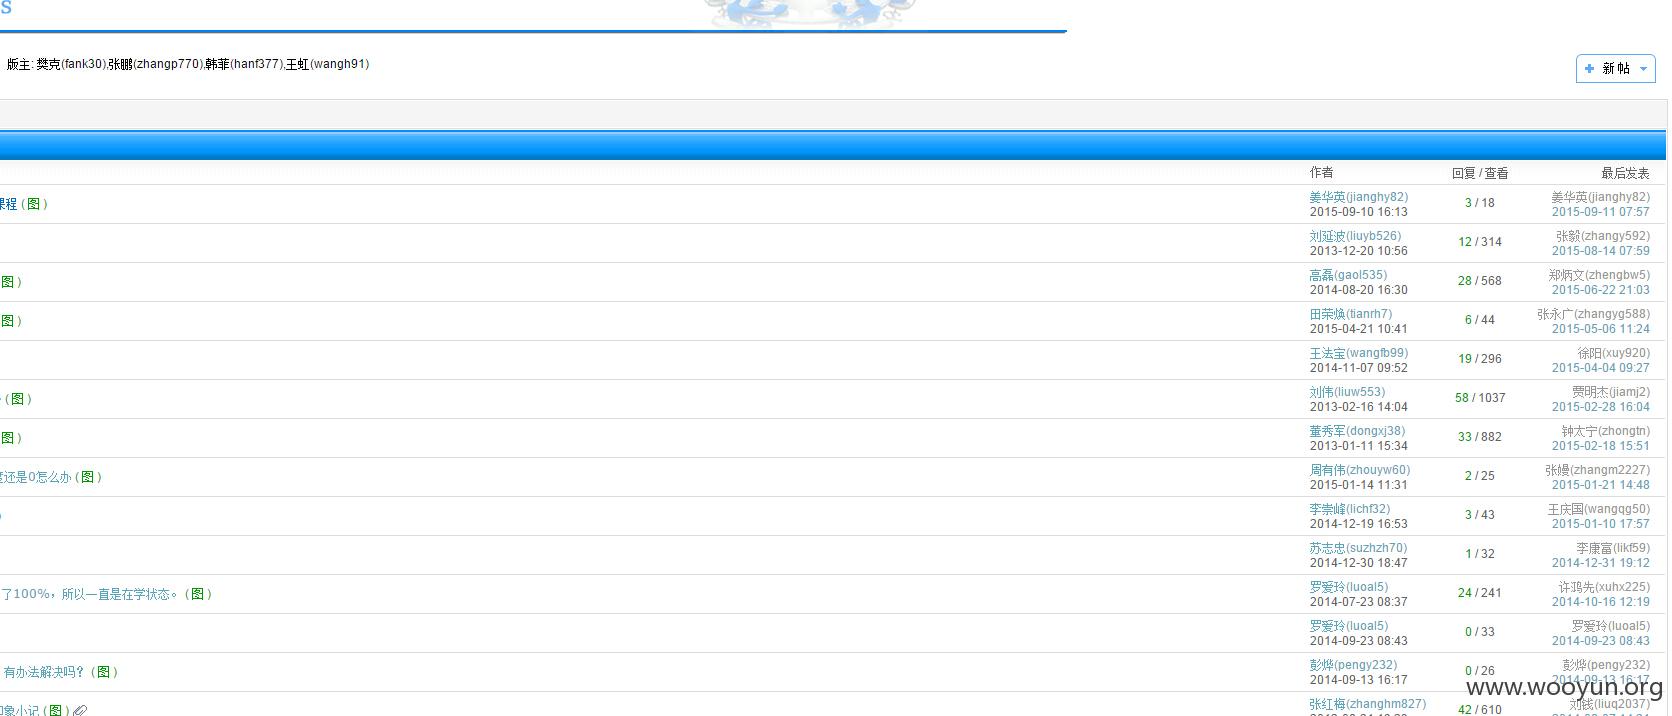 s
版主: 樊克(fank30),张鹏(zhangp770),韩菲(hanf377),王虹(wangh91)
新帖
作者 回复 / 查看 最后发表
课程 (图) 姜华英(jianghy82) 3 / 18 姜华英(jianghy82)
2015-09-10 16:13 2015-09-11 07:57
刘延波(liuyb526) 12 / 314 张毅(zhangy592)
2013-12-20 10:56 2015-08-14 07:59
图) 高磊(gaol535) 28 / 568 郑炳文(zhengbw5)
2014-08-20 16:30 2015-06-22 21:03
图) 田荣焕(tianrh7) 6 / 44 张永广(zhangyg588)
2015-04-21 10:41 2015-05-06 11:24
王法宝(wangfb99) 19 / 296 徐阳(xuy920)
2014-11-07 09:52 2015-04-04 09:27
(图) 刘伟(liuw553) 58 / 1037 贾明杰(jiamj2)
2013-02-16 14:04 2015-02-28 16:04
图) 董秀军(dongxj38) 33 / 882 钟太宁(zhongtn)
2013-01-11 15:34 2015-02-18 15:51
度还是0怎么办 (图) 周有伟(zhouyw60) 2 / 25 张嫚(zhangm2227)
2015-01-14 11:31 2015-01-21 14:48
) 李崇峰(lichf32) 3 / 43 王庆国(wangqg50)
2014-12-19 16:53 2015-01-10 17:57
苏志忠(suzhzh70) 1 / 32 李康富(likf59)
2014-12-30 18:47 2014-12-31 19:12
了100%，所以一直是在学状态。 (图) 罗爱玲(luoal5) 24 / 241 许鸿先(xuhx225)
2014-07-23 08:37 2014-10-16 12:19
罗爱玲(luoal5) 0 / 33 罗爱玲(luoal5)
2014-09-23 08:43 2014-09-23 08:43
有办法解决吗? (图) 彭烨(pengy232) 0 / 26 彭烨(pengy232)
2014-09-13 16:17 2014-09-13 16:17
www.wooyun.org
印象小记 (图) 张红梅(zhanghm827) 42 / 610 刘钱(liuq2037)